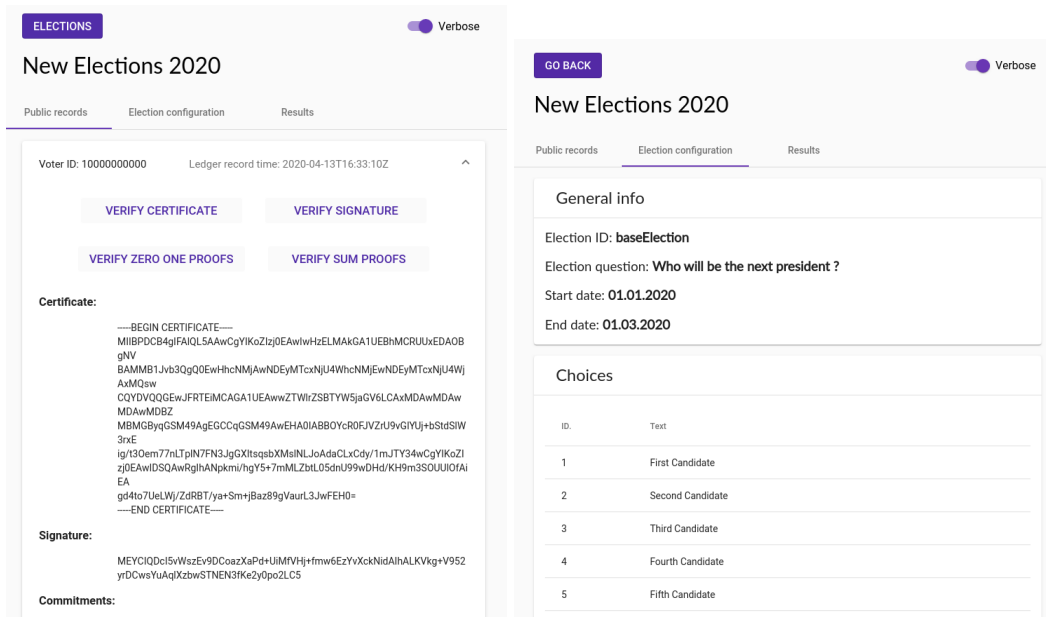 ELECTIONS
Verbose
New Elections 2020
Public records Election configuration Results
Voter ID: 10000000000 Ledger record time: 2020-04-13T16:33:10Z
VERIFY CERTIFICATE VERIFY SIGNATURE
VERIFY ZERO ONE PROOFS VERIFY SUM PROOFS
Certificate:
-----BEGIN CERTIFICATE-----
MIIBPDCB4gIFAIQL5AAwCgYIKoZIzj0EAwIwHzELMAkGA1UEBhMCRUUxEDAOB
gNV
BAMMB1Jvb3QgQ0EwHhcNMjAwNDEyMTcxNjU4WhcNMjEwNDEyMTcxNjU4Wj
AxMQsw
CQYDVQQGEwJFRTEiMCAGA1UEAwwZTWlrZSBTYW5jaGV6LCAxMDAwMDAw
MDAwMDBZ
MBMGByqGSM49AgEGCCqGSM49AwEHA0IABBOYcR0FJVZrU9vGlYUj+bStdSIW
3rxE
ig/t3Oem77nLTplN7FN3JgGXltsqsbXMslNLJoAdaCLxCdy/1mJTY34wCgYIKoZI
zj0EAwIDSQAwRgIhANpkmi/hgY5+7mMLZbtL05dnU99wDHd/KH9m3SOUUlOfAi
EA
gd4to7UeLWj/ZdRBT/ya+Sm+jBaz89gVaurL3JwFEH0=
-----END CERTIFICATE-----
Signature:
MEYCIQDcl5vWszEv9DCoazXaPd+UiMfVHj+fmw6EzYvXckNidAIhALKVkg+V952
yrDCwsYuAqlXzbwSTNEN3fKe2y0po2LC5
Commitments:
GO BACK
Verbose
New Elections 2020
Public records Election configuration Results
General info
Election ID: baseElection
Election question: Who will be the next president ?
Start date: 01.01.2020
End date: 01.03.2020
Choices
ID. Text
1 First Candidate
2 Second Candidate
3 Third Candidate
4 Fourth Candidate
5 Fifth Candidate